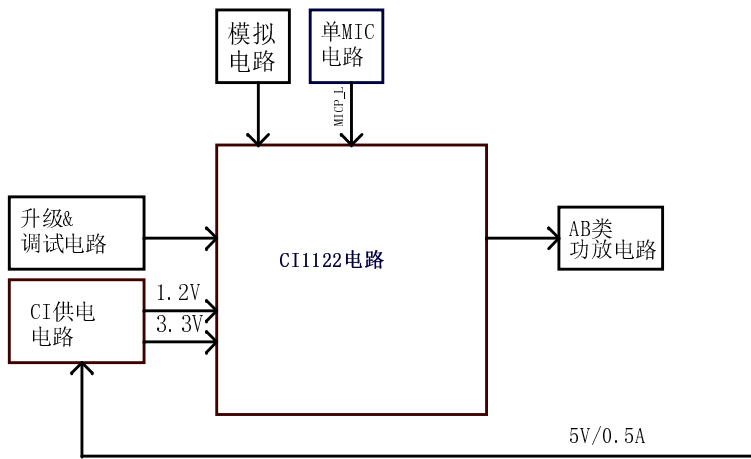 模拟
电路
单MIC
电路
MICP_L
升级&
调试电路
CI1122电路
AB类
功放电路
CI供电
电路
1.2V
3.3V
5V/0.5A